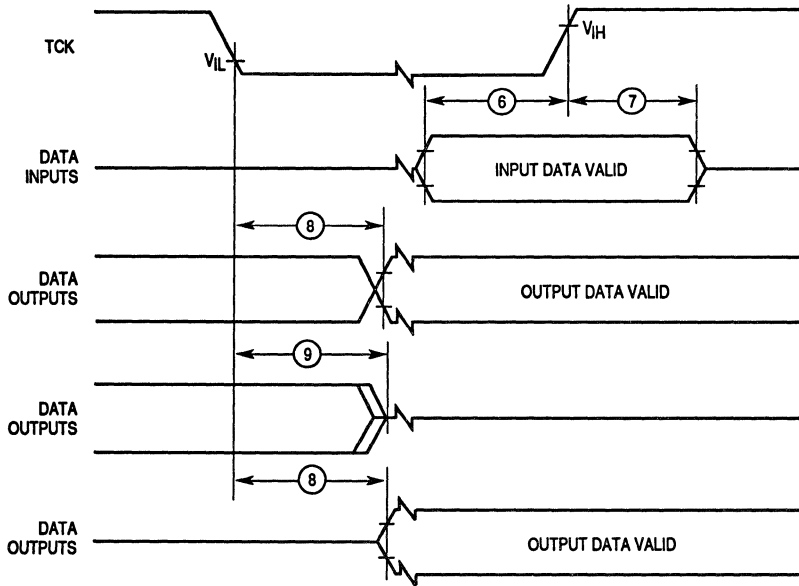 TCK
VIL
VIH
6
7
DATA
INPUTS
INPUT DATA VALID
8
DATA
OUTPUTS
OUTPUT DATA VALID
9
DATA
OUTPUTS
8
DATA
OUTPUTS
OUTPUT DATA VALID